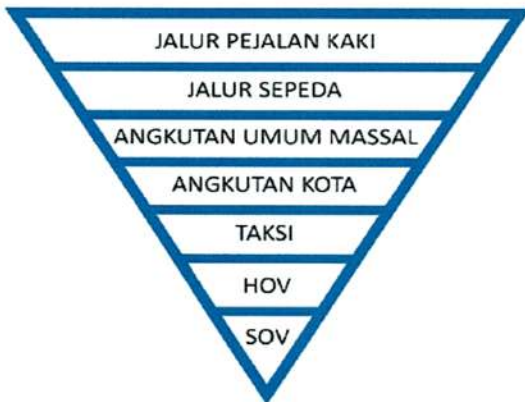 JALUR PEJALAN KAKI
JALUR SEPEDA
ANGKUTAN UMUM MASSAL
ANGKUTAN KOTA
TAKSI
HOV
SOV